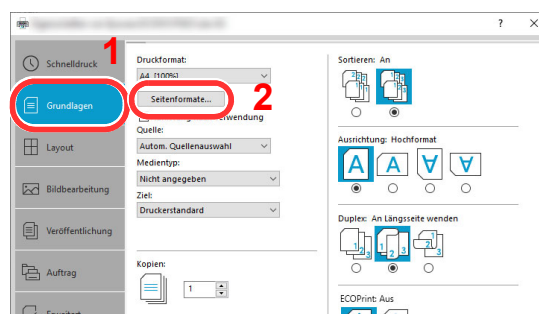 ?
1
Schnelldruck
Grundlagen
Layout
Bildbearbeitung
Veröffentlichung
Auftrag
Druckformat:
A4 [100%]
Seitenformate...
2
Quelle:
Autom. Quellenauswahl
Medientyp:
Nicht angegeben
Ziel:
Druckerstandard
Kopien:
1
Sortieren: An
Ausrichtung: Hochformat
Duplex: An Längsseite wenden
ECOPrint: Aus